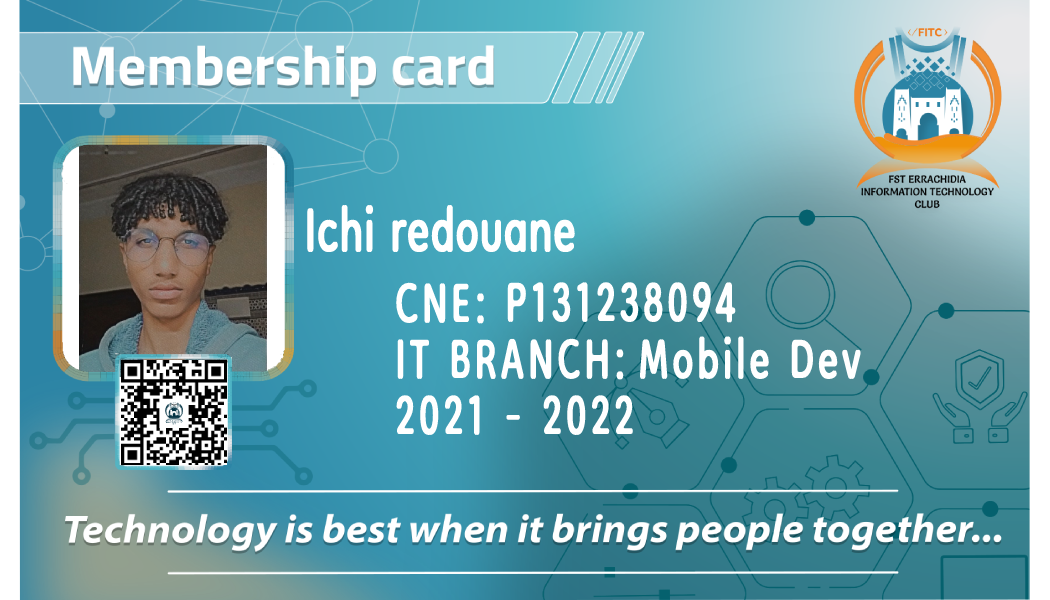 Membership card
</FITC>
FST ERRACHIDIA
INFORMATION TECHNOLOGY
CLUB
Ichi redouane
CNE: P131238094
IT BRANCH: Mobile Dev
2021 - 2022
Technology is best when it brings people together...